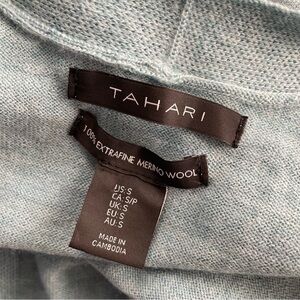 TAHARI
100% EXTRAFINE MERINO WOOL
US:S
CA:S/P
UK:S
EU:S
AU:S
MADE IN
CAMBODIA